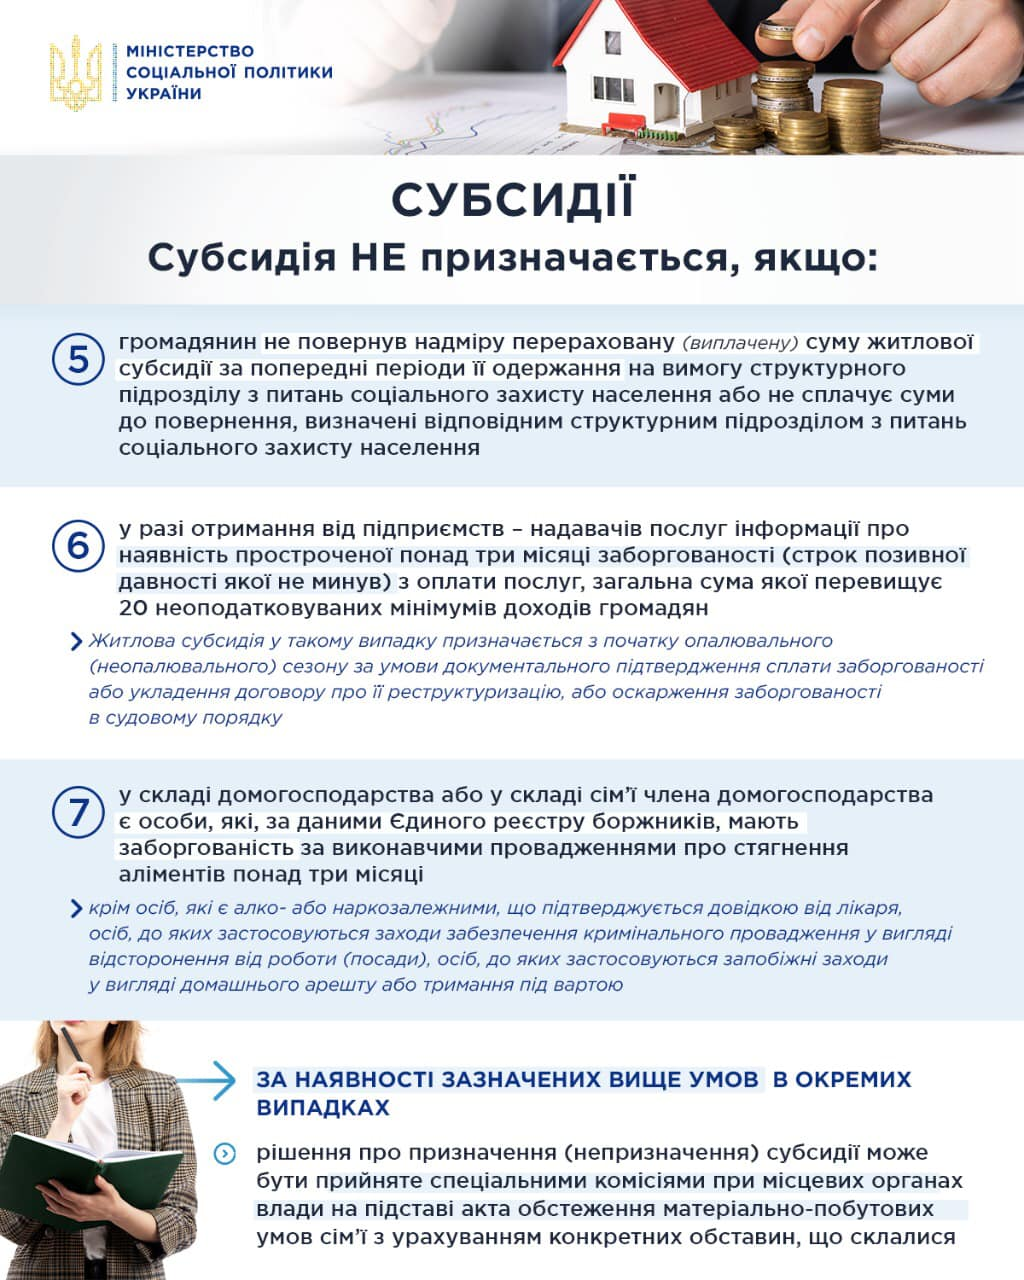 МІНІСТЕРСТВО
СОЦІАЛЬНОЇ ПОЛІТИКИ
УКРАЇНИ
СУБСИДІЇ
Субсидія НЕ призначається, якщо:
5
громадянин не повернув надміру перераховану (виплачену) суму житлової
субсидії за попередні періоди її одержання на вимогу структурного
підрозділу з питань соціального захисту населення або не сплачує суми
до повернення, визначені відповідним структурним підрозділом з питань
соціального захисту населення
6
у разі отримання від підприємств – надавачів послуг інформації про
наявність простроченої понад три місяці заборгованості (строк позивної
давності якої не минув) з оплати послуг, загальна сума якої перевищує
20 неоподатковуваних мінімумів доходів громадян
Житлова субсидія у такому випадку призначається з початку опалювального
(неопалювального) сезону за умови документального підтвердження сплати заборгованості
або укладення договору про її реструктуризацію, або оскарження заборгованості
в судовому порядку
7
у складі домогосподарства або у складі сім’ї члена домогосподарства
є особи, які, за даними Єдиного реєстру боржників, мають
заборгованість за виконавчими провадженнями про стягнення
аліментів понад три місяці
крім осіб, які є алко- або наркозалежними, що підтверджується довідкою від лікаря,
осіб, до яких застосовуються заходи забезпечення кримінального провадження у вигляді
відсторонення від роботи (посади), осіб, до яких застосовуються запобіжні заходи
у вигляді домашнього арешту або тримання під вартою
ЗА НАЯВНОСТІ ЗАЗНАЧЕНИХ ВИЩЕ УМОВ В ОКРЕМИХ
ВИПАДКАХ
рішення про призначення (непризначення) субсидії може
бути прийняте спеціальними комісіями при місцевих органах
влади на підставі акта обстеження матеріально-побутових
умов сім’ї з урахуванням конкретних обставин, що склалися